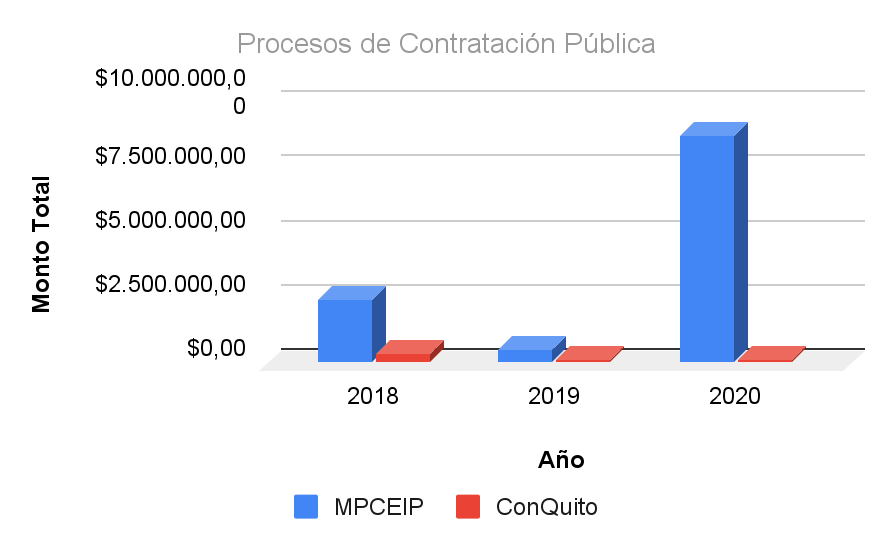 Procesos de Contratación Pública
$10.000.000,0
0
$7.500.000,00
$5.000.000,00
$2.500.000,00
$0,00
Monto Total
2018 2019 2020
Año
MPCEIP ConQuito